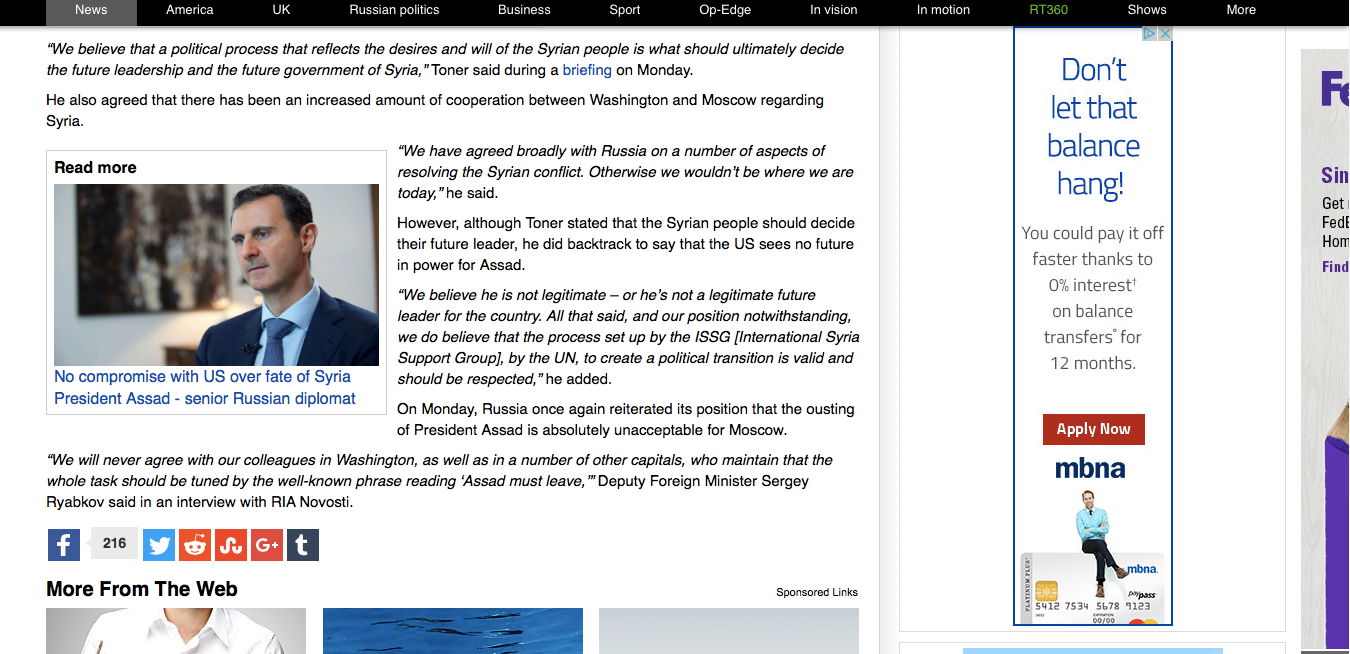 News America UK Russian politics Business Sport Op-Edge In vision In motion RT360 Shows More
“We believe that a political process that reflects the desires and will of the Syrian people is what should ultimately decide
the future leadership and the future government of Syria,” Toner said during a briefing on Monday.
He also agreed that there has been an increased amount of cooperation between Washington and Moscow regarding
Syria.
Read more
No compromise with US over fate of Syria
President Assad - senior Russian diplomat
“We have agreed broadly with Russia on a number of aspects of
resolving the Syrian conflict. Otherwise we wouldn’t be where we are
today,” he said.
However, although Toner stated that the Syrian people should decide
their future leader, he did backtrack to say that the US sees no future
in power for Assad.
“We believe he is not legitimate – or he’s not a legitimate future
leader for the country. All that said, and our position notwithstanding,
we do believe that the process set up by the ISSG [International Syria
Support Group], by the UN, to create a political transition is valid and
should be respected,” he added.
On Monday, Russia once again reiterated its position that the ousting
of President Assad is absolutely unacceptable for Moscow.
“We will never agree with our colleagues in Washington, as well as in a number of other capitals, who maintain that the
whole task should be tuned by the well-known phrase reading ‘Assad must leave,’” Deputy Foreign Minister Sergey
Ryabkov said in an interview with RIA Novosti.
216
More From The Web
Sponsored Links
Don’t
let that
balance
hang!
You could pay it off
faster thanks to
0% interest†
on balance
transfers° for
12 months.
Apply Now
mbna
mbna.
PLATINUM PLUS
paypass
5412 7534 5678 9123
5412
EXPIRATION
00/00
Fe
Sin
Get
FedE
Hom
Find